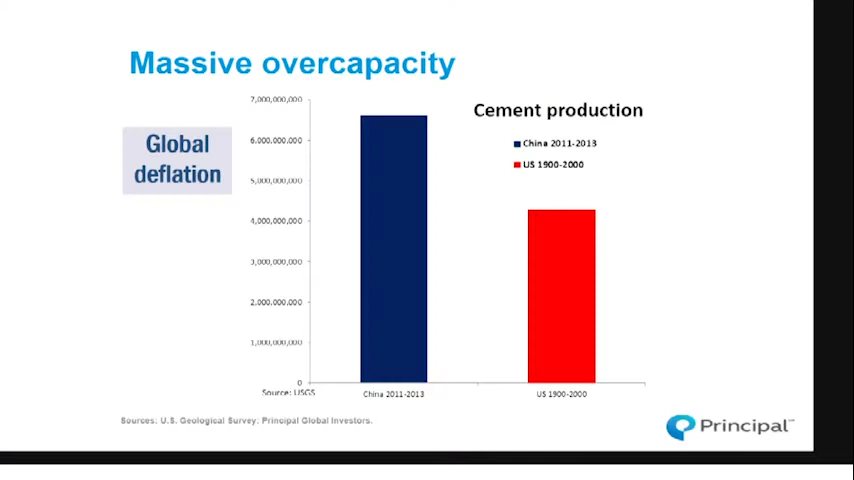 Massive overcapacity
Global
deflation
Cement production
China 2011-2013
US 1900-2000
7,000,000,000
6,000,000,000
5,000,000,000
4,000,000,000
3,000,000,000
2,000,000,000
1,000,000,000
0
China 2011-2013
US 1900-2000
Source: USGS
Sources: U.S. Geological Survey; Principal Global Investors.
Principal℠